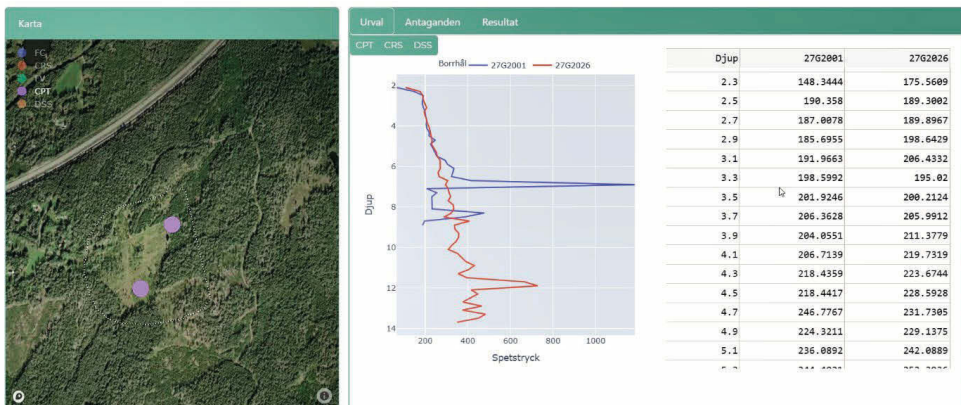 Karta
FC
CRS
FV
CPT
DSS
Urval Antaganden Resultat
CPT CRS DSS
Borrhål 27G2001 27G2026
2
4
6
8
10
12
14
Djup
200 400 600 800 1000
Spetstryck
Djup 27G2001 27G2026
2.3 148.3444 175.5609
2.5 190.358 189.3002
2.7 187.0078 189.8967
2.9 185.6955 198.6429
3.1 191.9663 206.4332
3.3 198.5992 195.02
3.5 201.9246 200.2124
3.7 206.3628 205.9912
3.9 204.0551 211.3779
4.1 206.7139 219.7319
4.3 218.4359 223.6744
4.5 218.4417 228.5928
4.7 246.7767 231.7305
4.9 224.3211 229.1375
5.1 236.0892 242.0889